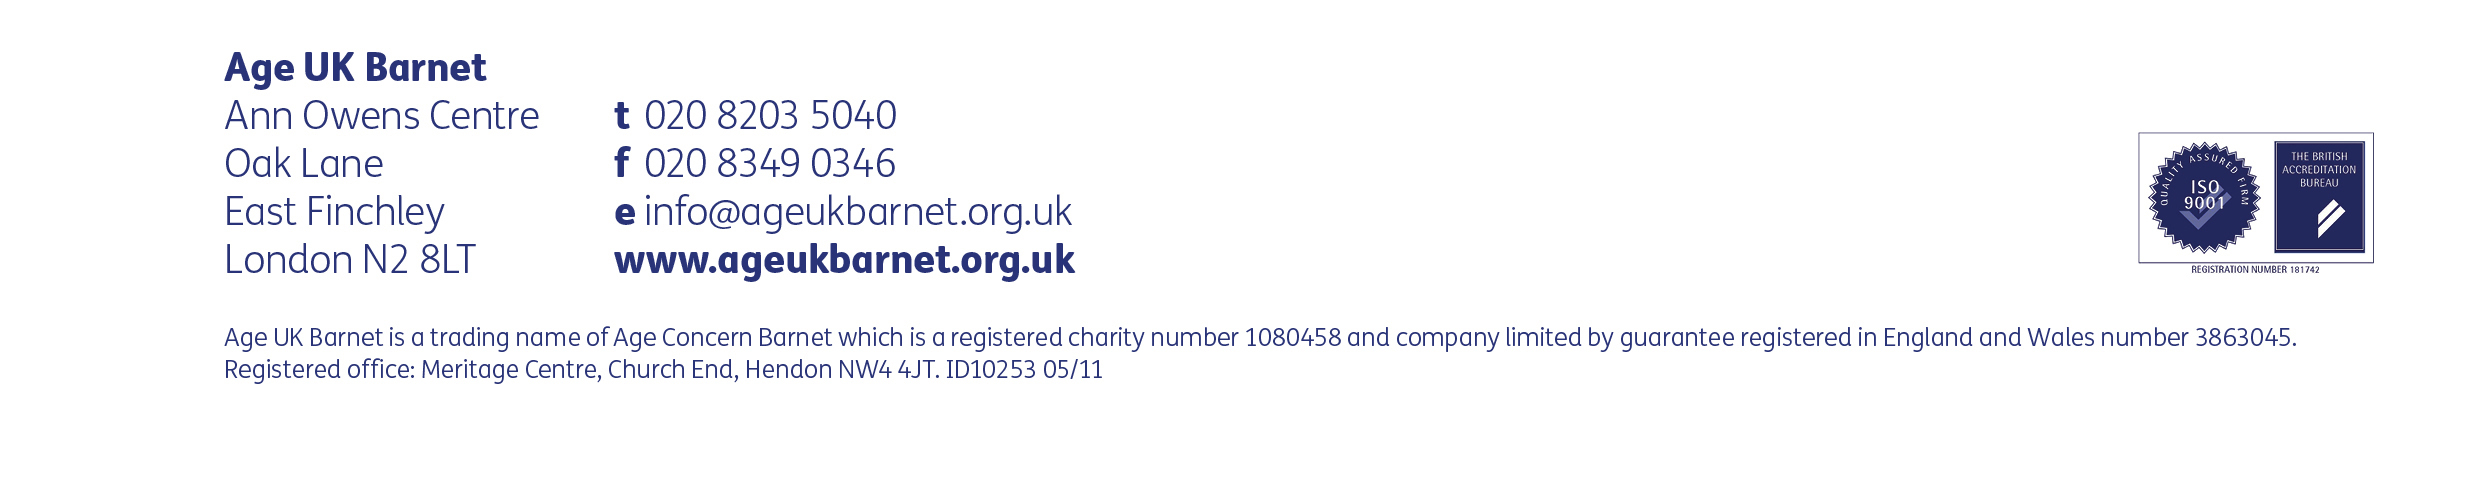 Age UK Barnet
Ann Owens Centre
Oak Lane
East Finchley
London N2 8LT
t 020 8203 5040
f 020 8349 0346
e info@ageukbarnet.org.uk
www.ageukbarnet.org.uk
QUALITY ASSURED FIRM
ISO
9001
THE BRITISH
ACCREDITATION
BUREAU
REGISTRATION NUMBER 181742
Age UK Barnet is a trading name of Age Concern Barnet which is a registered charity number 1080458 and company limited by guarantee registered in England and Wales number 3863045.
Registered office: Meritage Centre, Church End, Hendon NW4 4JT. ID10253 05/11